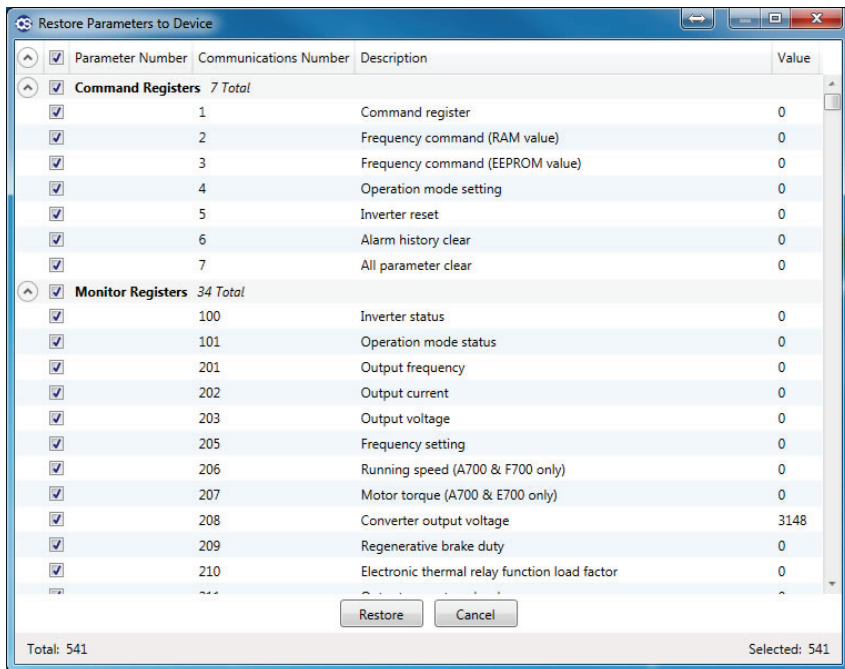 Restore Parameters to Device
Parameter Number Communications Number Description Value
Command Registers 7 Total
1 Command register 0
2 Frequency command (RAM value) 0
3 Frequency command (EEPROM value) 0
4 Operation mode setting 0
5 Inverter reset 0
6 Alarm history clear 0
7 All parameter clear 0
Monitor Registers 34 Total
100 Inverter status 0
101 Operation mode status 0
201 Output frequency 0
202 Output current 0
203 Output voltage 0
205 Frequency setting 0
206 Running speed (A700 & F700 only) 0
207 Motor torque (A700 & E700 only) 0
208 Converter output voltage 3148
209 Regenerative brake duty 0
210 Electronic thermal relay function load factor 0
Restore Cancel
Total: 541 Selected: 541